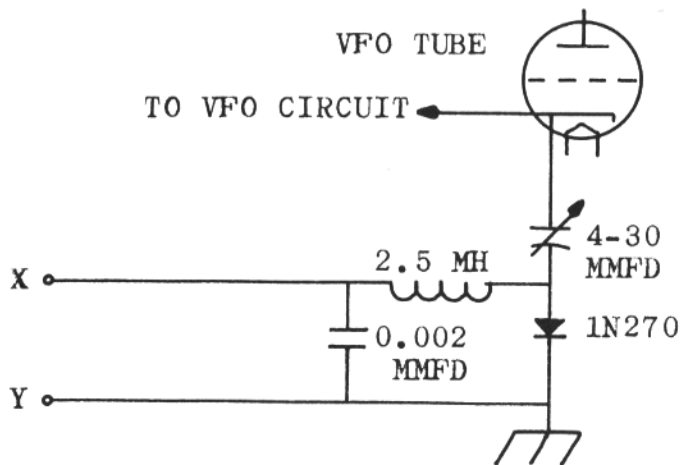 VFO TUBE
TO VFO CIRCUIT
4-30
MMFD
2.5 MH
X
1N270
0.002
MMFD
Y